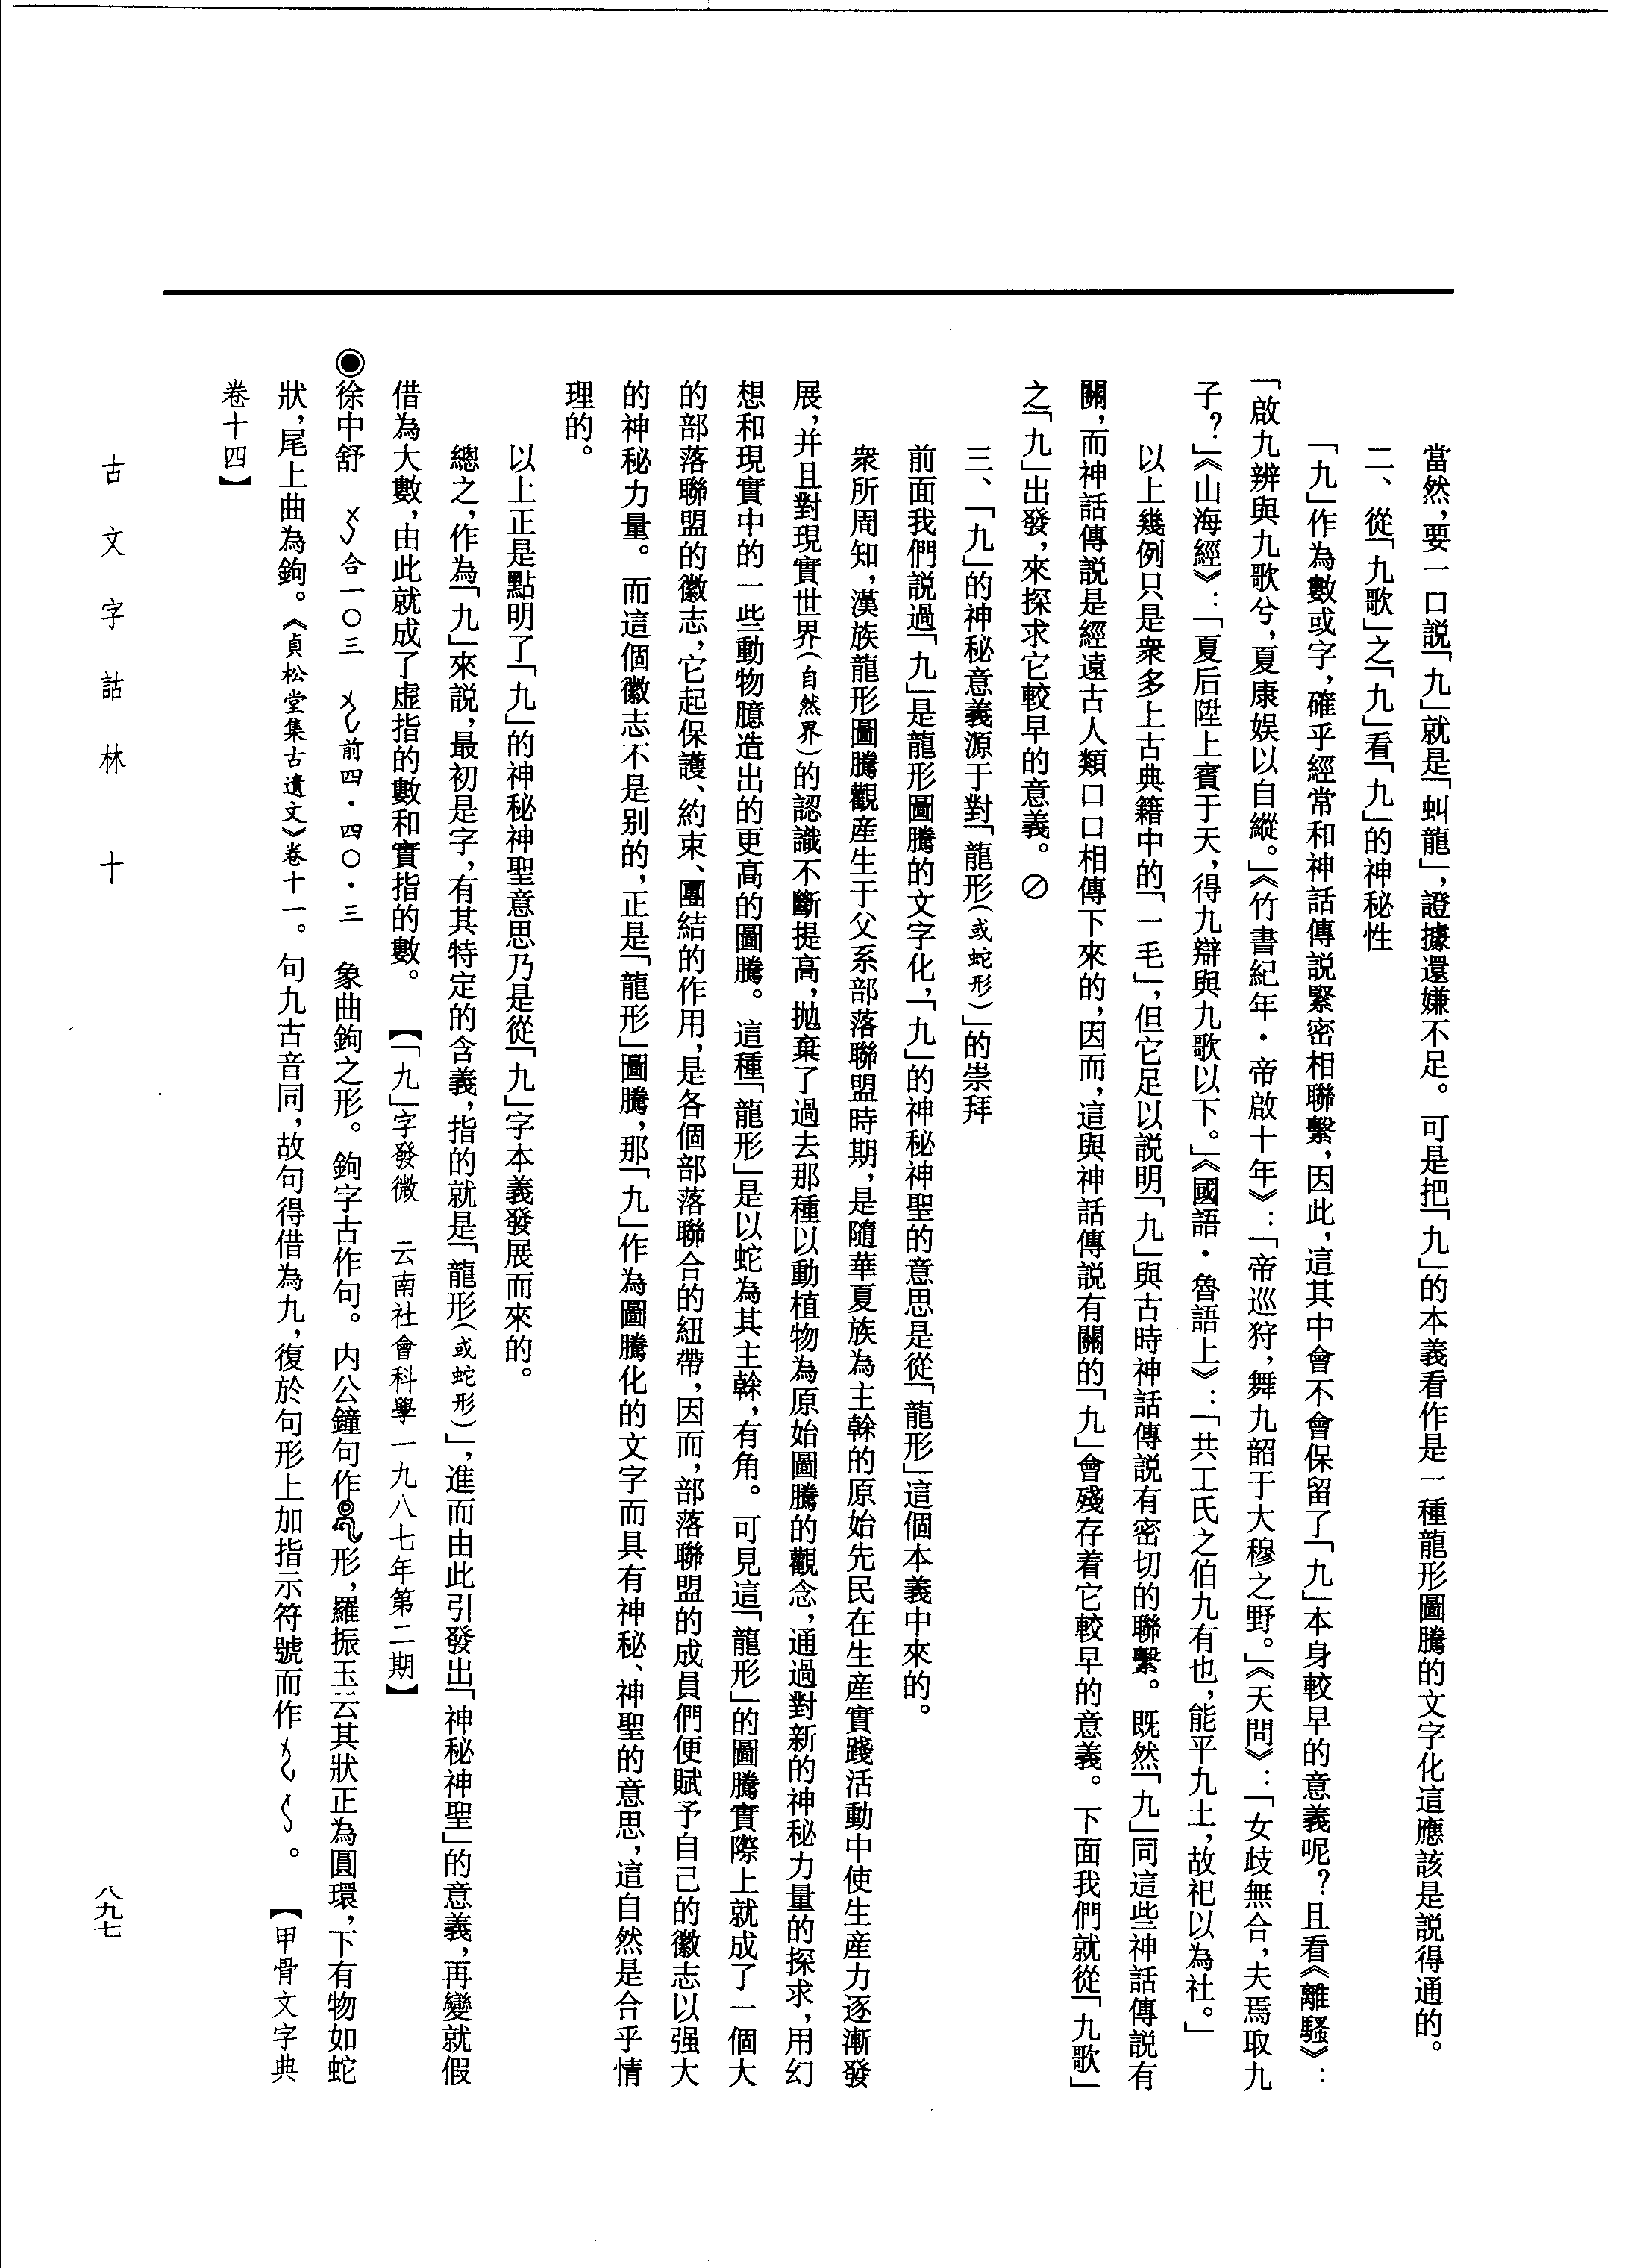 當然，要一口説「九」就是「虯龍」，證據還嫌不足。可是把「九」的本義看作是一種龍形圖騰的文字化這應該是説得通的。
二、從「九歌」之「九」看「九」的神秘性
「九」作為數或字，確乎經常和神話傳説緊密相聯繫，因此，這其中會不會保留了「九」本身較早的意義呢？且看《離騷》：
「啟九辨與九歌兮，夏康娱以自縱。」《竹書紀年·帝啟十年》：「帝巡狩，舞九韶于大穆之野。」《天問》：「女歧無合，夫焉取九
子？」《山海經》：「夏后陞上賓于天，得九辯與九歌以下。」《國語·魯語上》：「共工氏之伯九有也，能平九土，故祀以為社。」
以上幾例只是衆多上古典籍中的「一毛」，但它足以説明「九」與古時神話傳説有密切的聯繫。既然「九」同這些神話傳説有
關，而神話傳説是經遠古人類口口相傳下來的，因而，這與神話傳説有關的「九」會殘存着它較早的意義。下面我們就從「九歌」
之「九」出發，來探求它較早的意義。⊘
三、「九」的神秘意義源于對「龍形（或蛇形）」的崇拜
前面我們説過「九」是龍形圖騰的文字化，「九」的神秘神聖的意思是從「龍形」這個本義中來的。
衆所周知，漢族龍形圖騰觀産生于父系部落聯盟時期，是隨華夏族為主幹的原始先民在生産實踐活動中使生産力逐漸發
展，并且對現實世界（自然界）的認識不斷提高，拋棄了過去那種以動植物為原始圖騰的觀念，通過對新的神秘力量的探求，用幻
想和現實中的一些動物臆造出的更高的圖騰。這種「龍形」是以蛇為其主幹，有角。可見這「龍形」的圖騰實際上就成了一個大
的部落聯盟的徽志，它起保護、約束、團結的作用，是各個部落聯合的紐帶，因而，部落聯盟的成員們便賦予自己的徽志以强大
的神秘力量。而這個徽志不是别的，正是「龍形」圖騰，那「九」作為圖騰化的文字而具有神秘、神聖的意思，這自然是合乎情
理的。
以上正是點明了「九」的神秘神聖意思乃是從「九」字本義發展而來的。
總之，作為「九」來説，最初是字，有其特定的含義，指的就是「龍形（或蛇形）」，進而由此引發出「神秘神聖」的意義，再變就假
借為大數，由此就成了虛指的數和實指的數。【「九」字發微　云南社會科學一九八七年第二期】
◉徐中舒　合一〇三　前四·四〇·三　象曲鉤之形。鉤字古作句。内公鐘句作形，羅振玉云其狀正為圓環，下有物如蛇
狀，尾上曲為鉤。《貞松堂集古遺文》卷十一。句九古音同，故句得借為九，復於句形上加指示符號而作。【甲骨文字典
卷十四】
古文字詁林　十
八九七